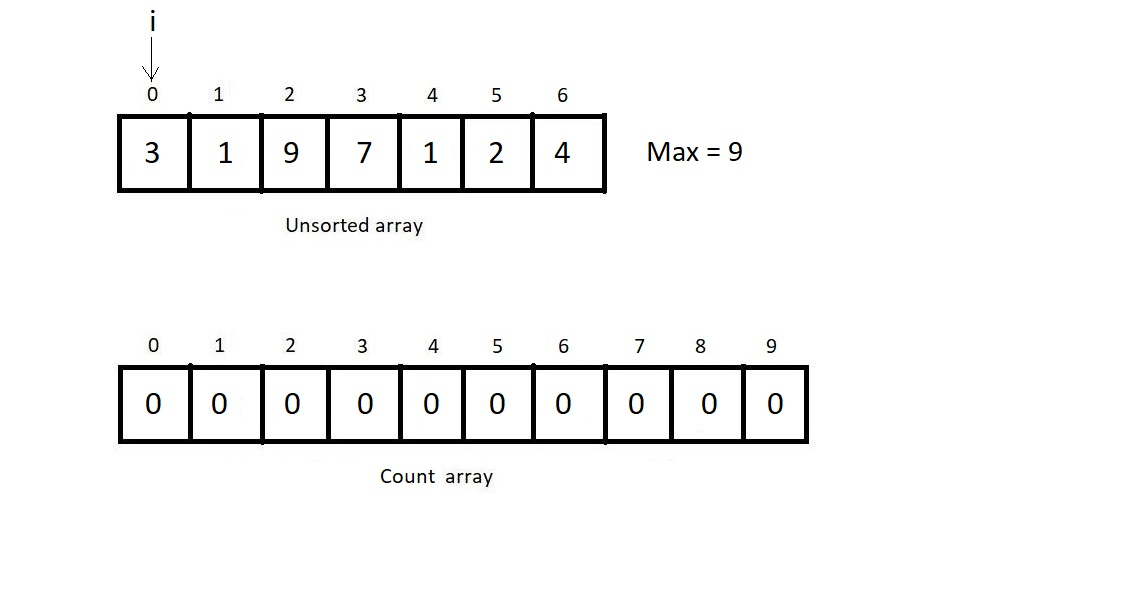 i
0 1 2 3 4 5 6
3 1 9 7 1 2 4 Max = 9
Unsorted array
0 1 2 3 4 5 6 7 8 9
0 0 0 0 0 0 0 0 0 0
Count array